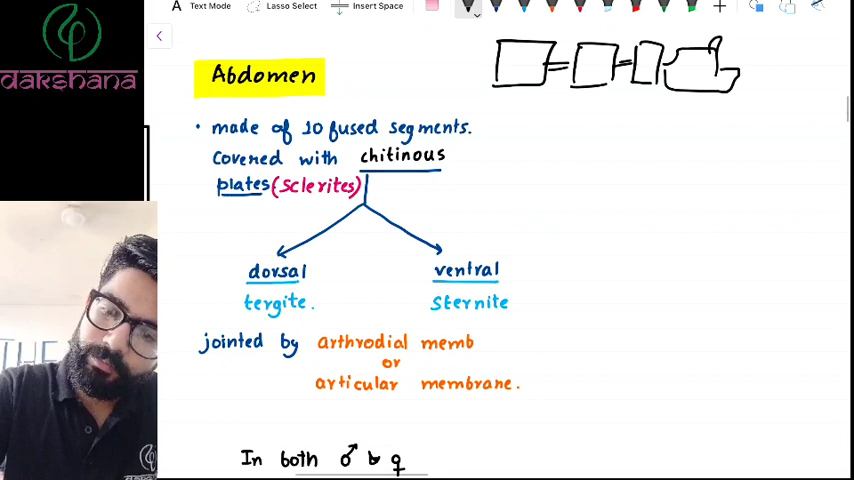 Text Mode Lasso Select Insert Space
dakshana
Abdomen
• made of 10 fused segments.
Covered with chitinous
plates (sclerites)
dorsal ventral
tergite. sternite
jointed by arthrodial memb
or
articular membrane.
In both ♂ & ♀